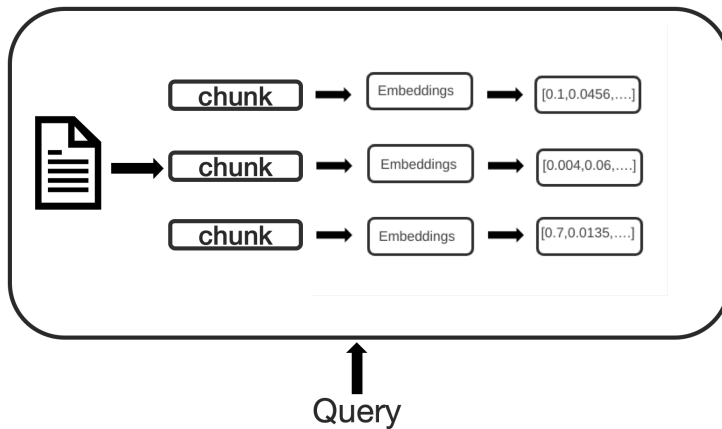 chunk
Embeddings
[0.1,0.0456,....]
chunk
Embeddings
[0.004,0.06,....]
chunk
Embeddings
[0.7,0.0135,....]
Query